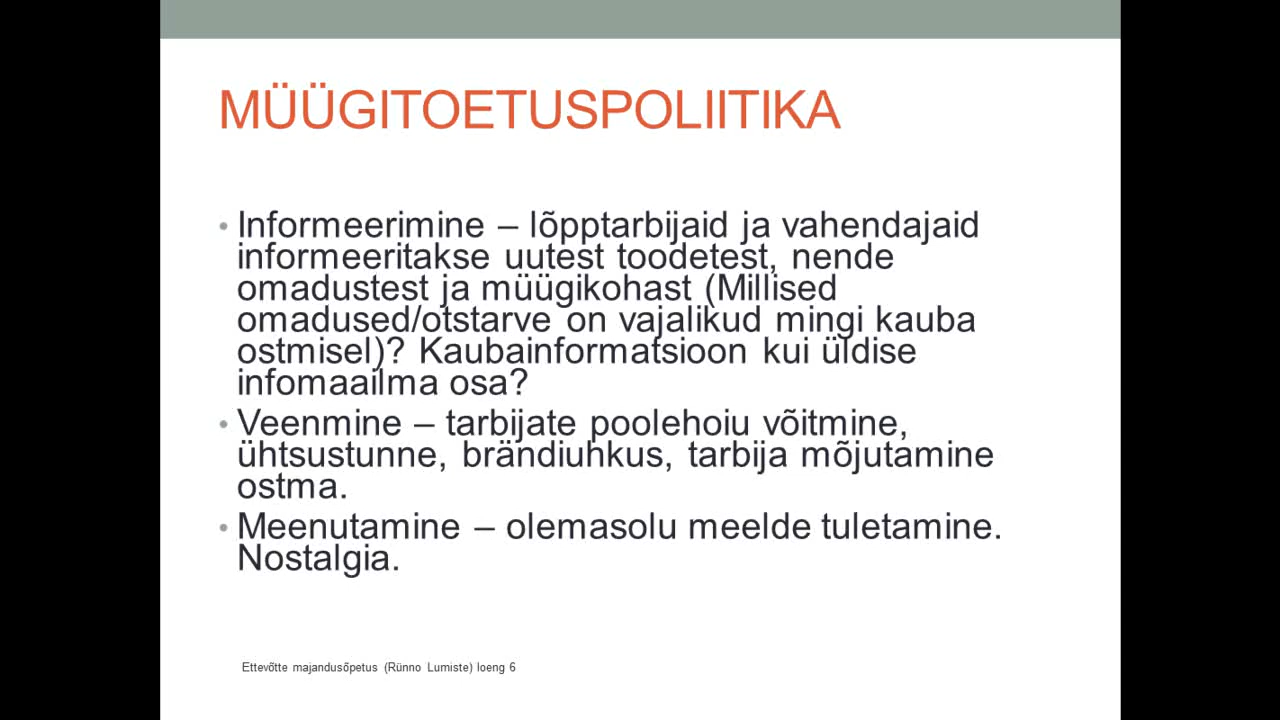 MÜÜGITOETUSPOLIITIKA
• Informeerimine – lõpptarbijaid ja vahendajaid
informeeritakse uutest toodetest, nende
omadustest ja müügikohast (Millised
omadused/otstarve on vajalikud mingi kauba
ostmisel)? Kaubainformatsioon kui üldise
infomaailma osa?
• Veenmine – tarbijate poolehoiu võitmine,
ühtsustunne, brändiuhkus, tarbija mõjutamine
ostma.
• Meenutamine – olemasolu meelde tuletamine.
Nostalgia.
Ettevõtte majandusõpetus (Rünno Lumiste) loeng 6